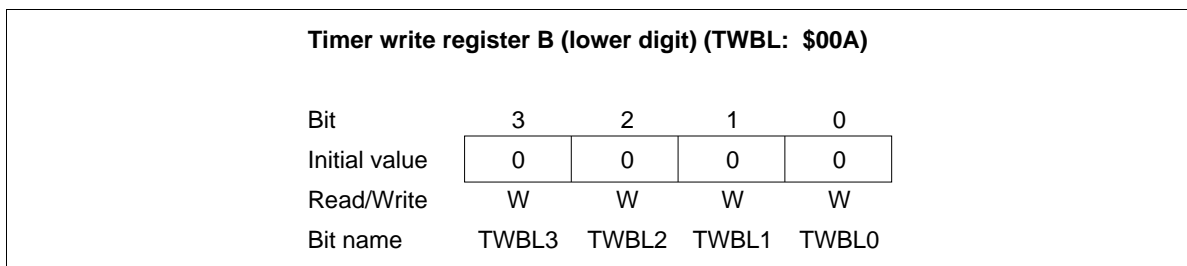 Timer write register B (lower digit) (TWBL: $00A)
Bit 3 2 1 0
Initial value 0 0 0 0
Read/Write W W W W
Bit name TWBL3 TWBL2 TWBL1 TWBL0